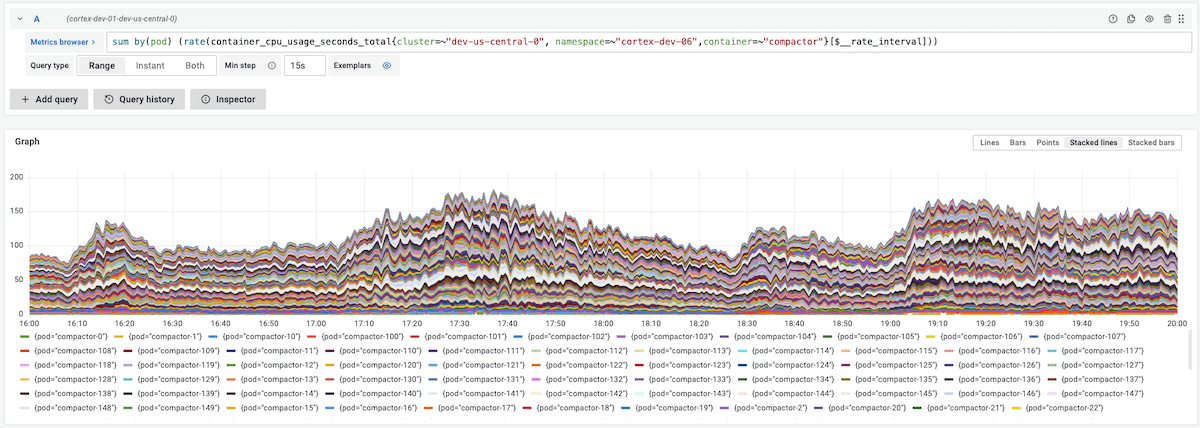 A (cortex-dev-01-dev-us-central-0)
Metrics browser > sum by(pod) (rate(container_cpu_usage_seconds_total{cluster=~"dev-us-central-0", namespace=~"cortex-dev-06",container=~"compactor"}[$__rate_interval]))
Query type Range Instant Both Min step 15s Exemplars
+ Add query Query history Inspector
Graph Lines Bars Points Stacked lines Stacked bars
200
150
100
50
0
16:00 16:10 16:20 16:30 16:40 16:50 17:00 17:10 17:20 17:30 17:40 17:50 18:00 18:10 18:20 18:30 18:40 18:50 19:00 19:10 19:20 19:30 19:40 19:50 20:00
{pod="compactor-0"} {pod="compactor-1"} {pod="compactor-10"} {pod="compactor-100"} {pod="compactor-101"} {pod="compactor-102"} {pod="compactor-103"} {pod="compactor-104"} {pod="compactor-105"} {pod="compactor-106"} {pod="compactor-107"}
{pod="compactor-108"} {pod="compactor-109"} {pod="compactor-11"} {pod="compactor-110"} {pod="compactor-111"} {pod="compactor-112"} {pod="compactor-113"} {pod="compactor-114"} {pod="compactor-115"} {pod="compactor-116"} {pod="compactor-117"}
{pod="compactor-118"} {pod="compactor-119"} {pod="compactor-12"} {pod="compactor-120"} {pod="compactor-121"} {pod="compactor-122"} {pod="compactor-123"} {pod="compactor-124"} {pod="compactor-125"} {pod="compactor-126"} {pod="compactor-127"}
{pod="compactor-128"} {pod="compactor-129"} {pod="compactor-13"} {pod="compactor-130"} {pod="compactor-131"} {pod="compactor-132"} {pod="compactor-133"} {pod="compactor-134"} {pod="compactor-135"} {pod="compactor-136"} {pod="compactor-137"}
{pod="compactor-138"} {pod="compactor-139"} {pod="compactor-14"} {pod="compactor-140"} {pod="compactor-141"} {pod="compactor-142"} {pod="compactor-143"} {pod="compactor-144"} {pod="compactor-145"} {pod="compactor-146"} {pod="compactor-147"}
{pod="compactor-148"} {pod="compactor-149"} {pod="compactor-15"} {pod="compactor-16"} {pod="compactor-17"} {pod="compactor-18"} {pod="compactor-19"} {pod="compactor-2"} {pod="compactor-20"} {pod="compactor-21"} {pod="compactor-22"}